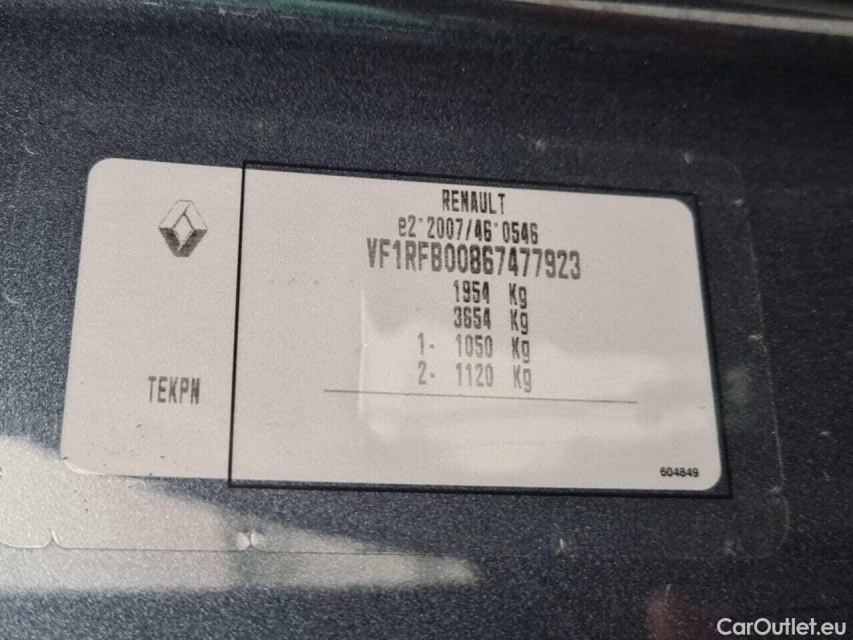 RENAULT
e2*2007/46*0546
VF1RFB00867477923
1954 Kg
3654 Kg
1- 1050 Kg
2- 1120 Kg
TEKPN
604849
CarOutlet.eu